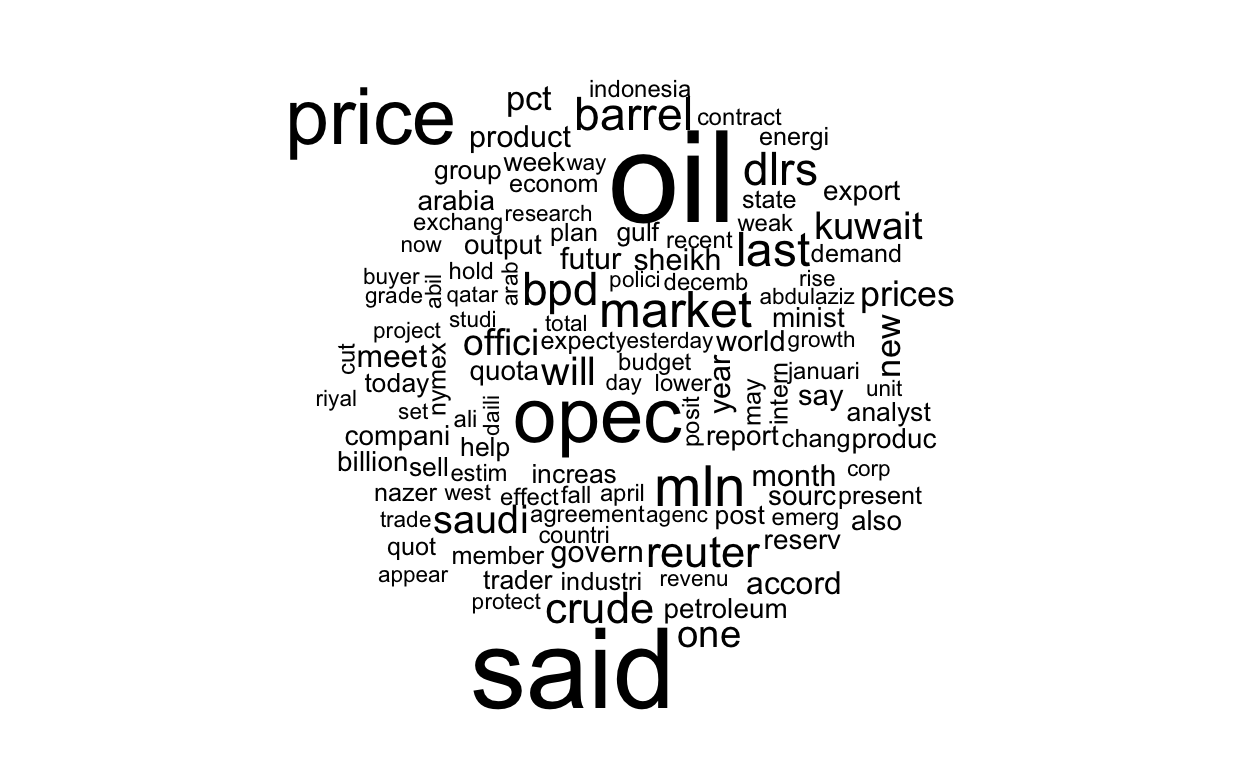 indonesia
pct
barrel
price
contract
product
energi
oil
week
way
group
dlrs
econom
export
state
arabia
research
exchang
weak
kuwait
plan
gulf
recent
last
now
output
demand
futur
sheikh
hold
arab
buyer
abil
polici
decemb
rise
grade
qatar
bpd
market
abdulaziz
prices
studi
total
minist
project
offici
expect
yesterday
world
growth
new
cut
meet
nymex
quota
will
budget
year
januari
today
day
lower
may
intern
say
unit
riyal
set
ali
daili
opec
posit
analyst
compani
help
report
chang
produc
billion
sell
estim
increas
mln
month
corp
nazer
west
effect
fall
april
sourc
present
trade
saudi
agreement
agenc
post
emerg
also
countri
quot
member
govern
reuter
reserv
appear
trader
industri
revenu
accord
protect
crude
petroleum
one
said